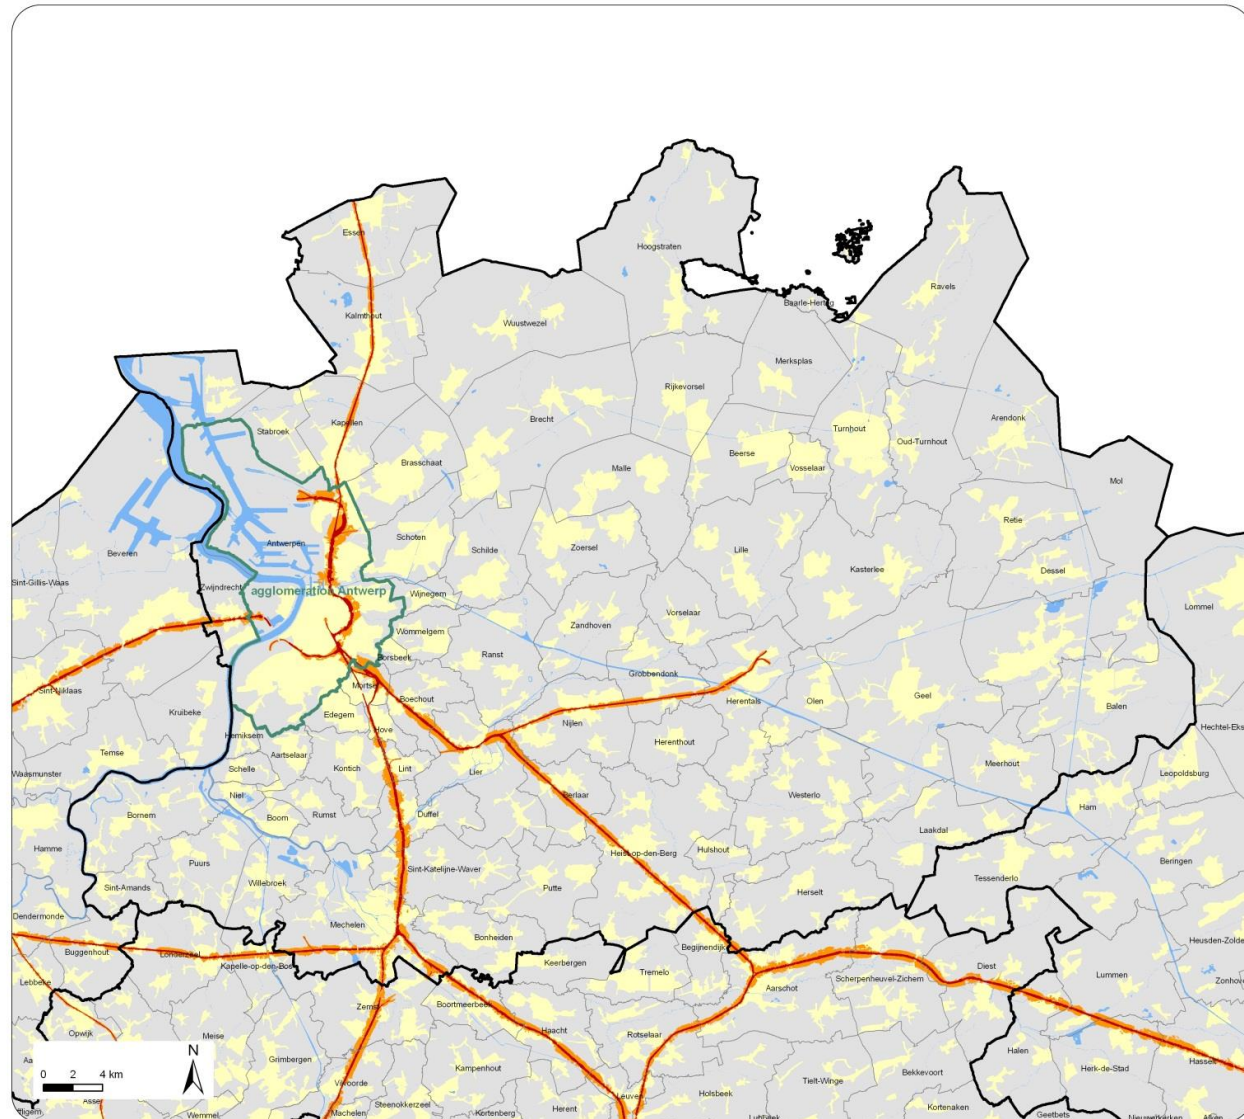 Essen
Hoogstraten
Ravels
Baarle-Hertog
Kalmthout
Wuustwezel
Merksplas
Rijkevorsel
Arendonk
Kapellen
Brecht
Stabroek
Turnhout
Oud-Turnhout
Beerse
Brasschaat
Malle
Vosselaar
Mol
Retie
Schoten
Antwerpen
Zoersel
Schilde
Lille
Beveren
Kasterlee
Dessel
Sint-Gillis-Waas
Zwijndrecht
agglomeration Antwerp
Wijnegem
Lommel
Vorselaar
Zandhoven
Wommelgem
Ranst
Borsbeek
Grobbendonk
Mortsel
Sint-Niklaas
Boechout
Herentals
Olen
Geel
Balen
Kruibeke
Edegem
Nijlen
Hechtel-Eks
Hemiksem
Hove
Herenthout
Temse
Aartselaar
Meerhout
Schelle
Kontich
Lint
Lier
Leopoldsburg
Waasmunster
Niel
Berlaar
Westerlo
Ham
Bornem
Boom
Rumst
Duffel
Laakdal
Hamme
Hulshout
Heist-op-den-Berg
Puurs
Beringen
Sint-Katelijne-Waver
Tessenderlo
Sint-Amands
Willebroek
Putte
Herselt
Dendermonde
Mechelen
Bonheiden
Begijnendijk
Heusden-Zolde
Buggenhout
Londerzeel
Kapelle-op-den-Bos
Keerbergen
Tremelo
Diest
Lummen
Lebbeke
Scherpenheuvel-Zichem
Zonhov
Aarschot
Zemst
Boortmeerbeek
Opwijk
Meise
Haacht
Rotselaar
Halen
Grimbergen
Hassel
Herk-de-Stad
Kampenhout
Bekkevoort
Tielt-Winge
Vilvoorde
Leuven
Holsbeek
Steenokkerzeel
Kortenaken
Machelen
Kortenberg
Herent
Wemmel
Geetbets
N
0 2 4 km